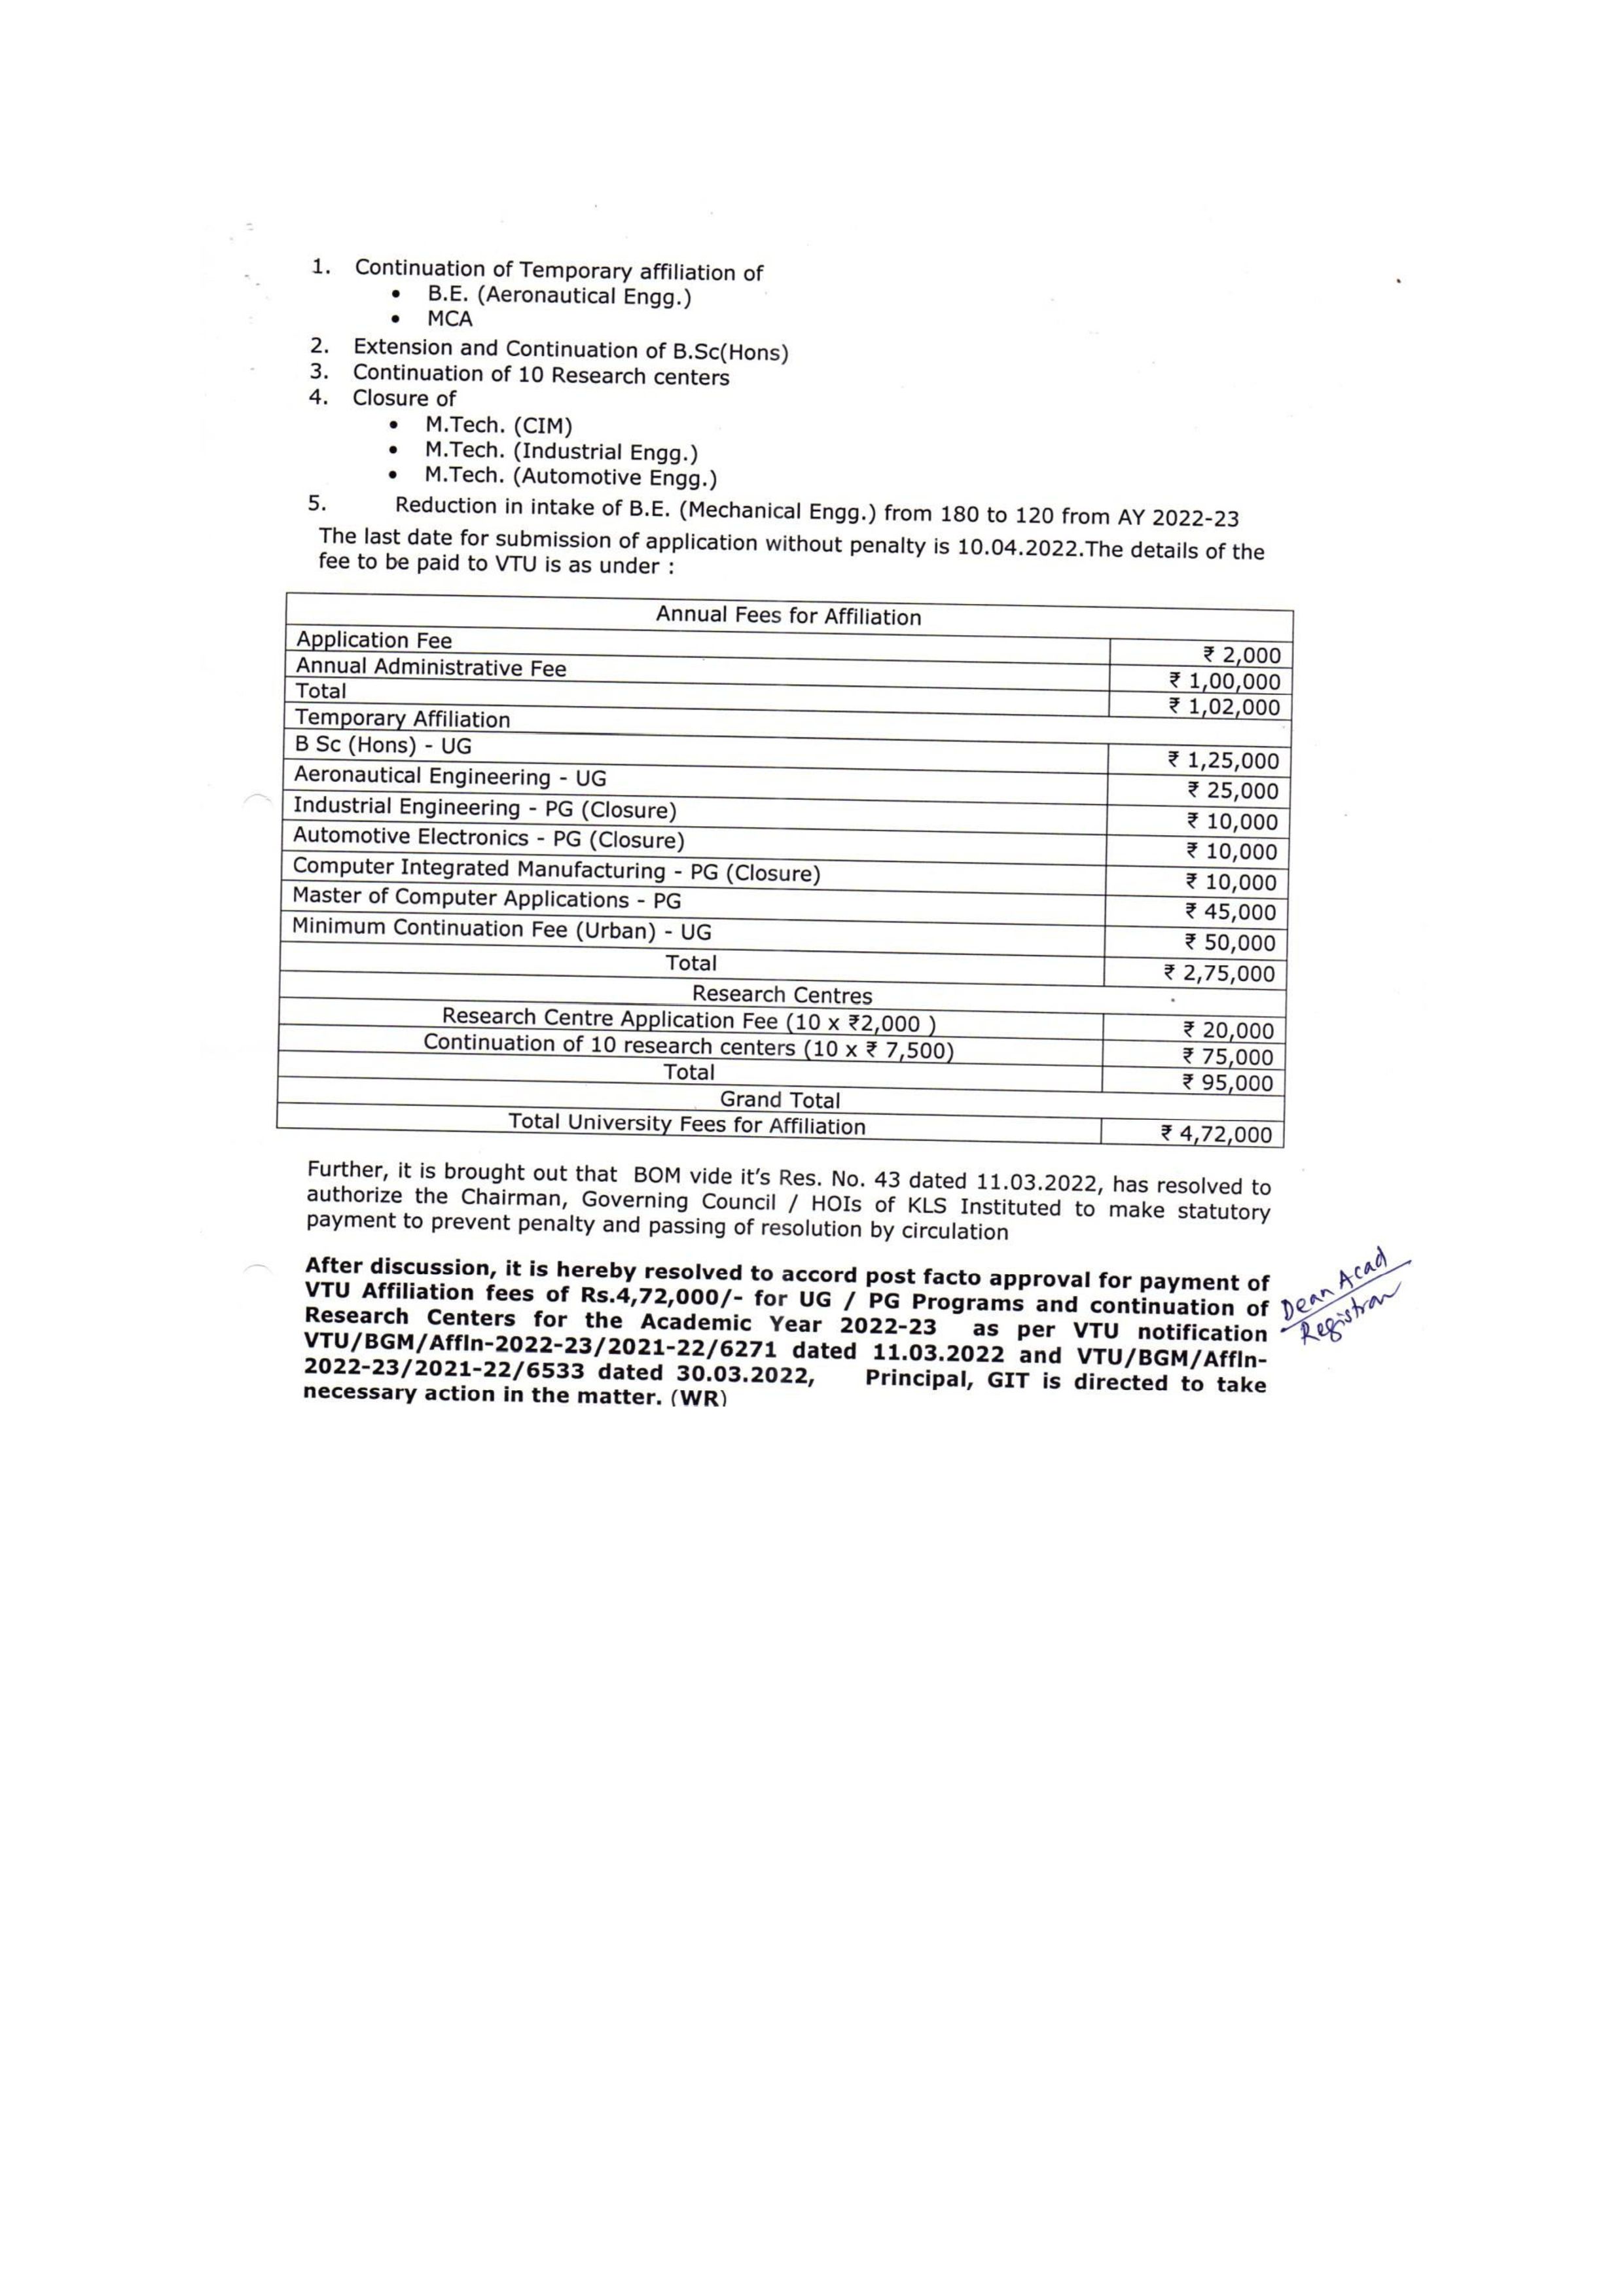 1. Continuation of Temporary affiliation of
• B.E. (Aeronautical Engg.)
• MCA
2. Extension and Continuation of B.Sc(Hons)
3. Continuation of 10 Research centers
4. Closure of
• M.Tech. (CIM)
• M.Tech. (Industrial Engg.)
• M.Tech. (Automotive Engg.)
5. Reduction in intake of B.E. (Mechanical Engg.) from 180 to 120 from AY 2022-23
The last date for submission of application without penalty is 10.04.2022.The details of the
fee to be paid to VTU is as under :
Annual Fees for Affiliation
Application Fee ₹ 2,000
Annual Administrative Fee ₹ 1,00,000
Total ₹ 1,02,000
Temporary Affiliation
B Sc (Hons) - UG ₹ 1,25,000
Aeronautical Engineering - UG ₹ 25,000
Industrial Engineering - PG (Closure) ₹ 10,000
Automotive Electronics - PG (Closure) ₹ 10,000
Computer Integrated Manufacturing - PG (Closure) ₹ 10,000
Master of Computer Applications - PG ₹ 45,000
Minimum Continuation Fee (Urban) - UG ₹ 50,000
Total ₹ 2,75,000
Research Centres
Research Centre Application Fee (10 x ₹2,000 ) ₹ 20,000
Continuation of 10 research centers (10 x ₹ 7,500) ₹ 75,000
Total ₹ 95,000
Grand Total
Total University Fees for Affiliation ₹ 4,72,000
Further, it is brought out that BOM vide it's Res. No. 43 dated 11.03.2022, has resolved to
authorize the Chairman, Governing Council / HOIs of KLS Instituted to make statutory
payment to prevent penalty and passing of resolution by circulation
After discussion, it is hereby resolved to accord post facto approval for payment of
VTU Affiliation fees of Rs.4,72,000/- for UG / PG Programs and continuation of
Research Centers for the Academic Year 2022-23 as per VTU notification
VTU/BGM/Affln-2022-23/2021-22/6271 dated 11.03.2022 and VTU/BGM/Affln-
2022-23/2021-22/6533 dated 30.03.2022, Principal, GIT is directed to take
necessary action in the matter. (WR)
Dean Acad
Registrar